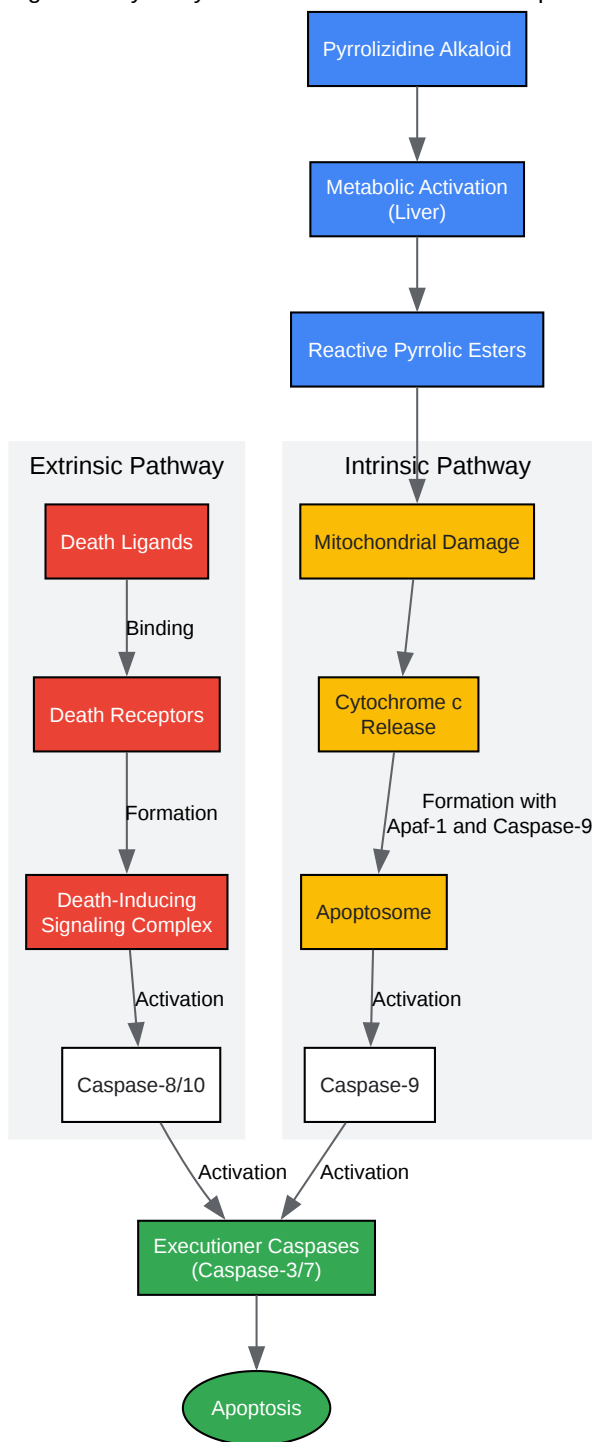 Pyrrolizidine Alkaloid
Metabolic Activation
(Liver)
Reactive Pyrrolic Esters
Extrinsic Pathway
Intrinsic Pathway
Death Ligands
Mitochondrial Damage
Binding
Death Receptors
Cytochrome c
Release
Formation
Formation with
Apaf-1 and Caspase-9
Death-Inducing
Signaling Complex
Apoptosome
Activation
Activation
Caspase-8/10
Caspase-9
Activation
Activation
Executioner Caspases
(Caspase-3/7)
Apoptosis